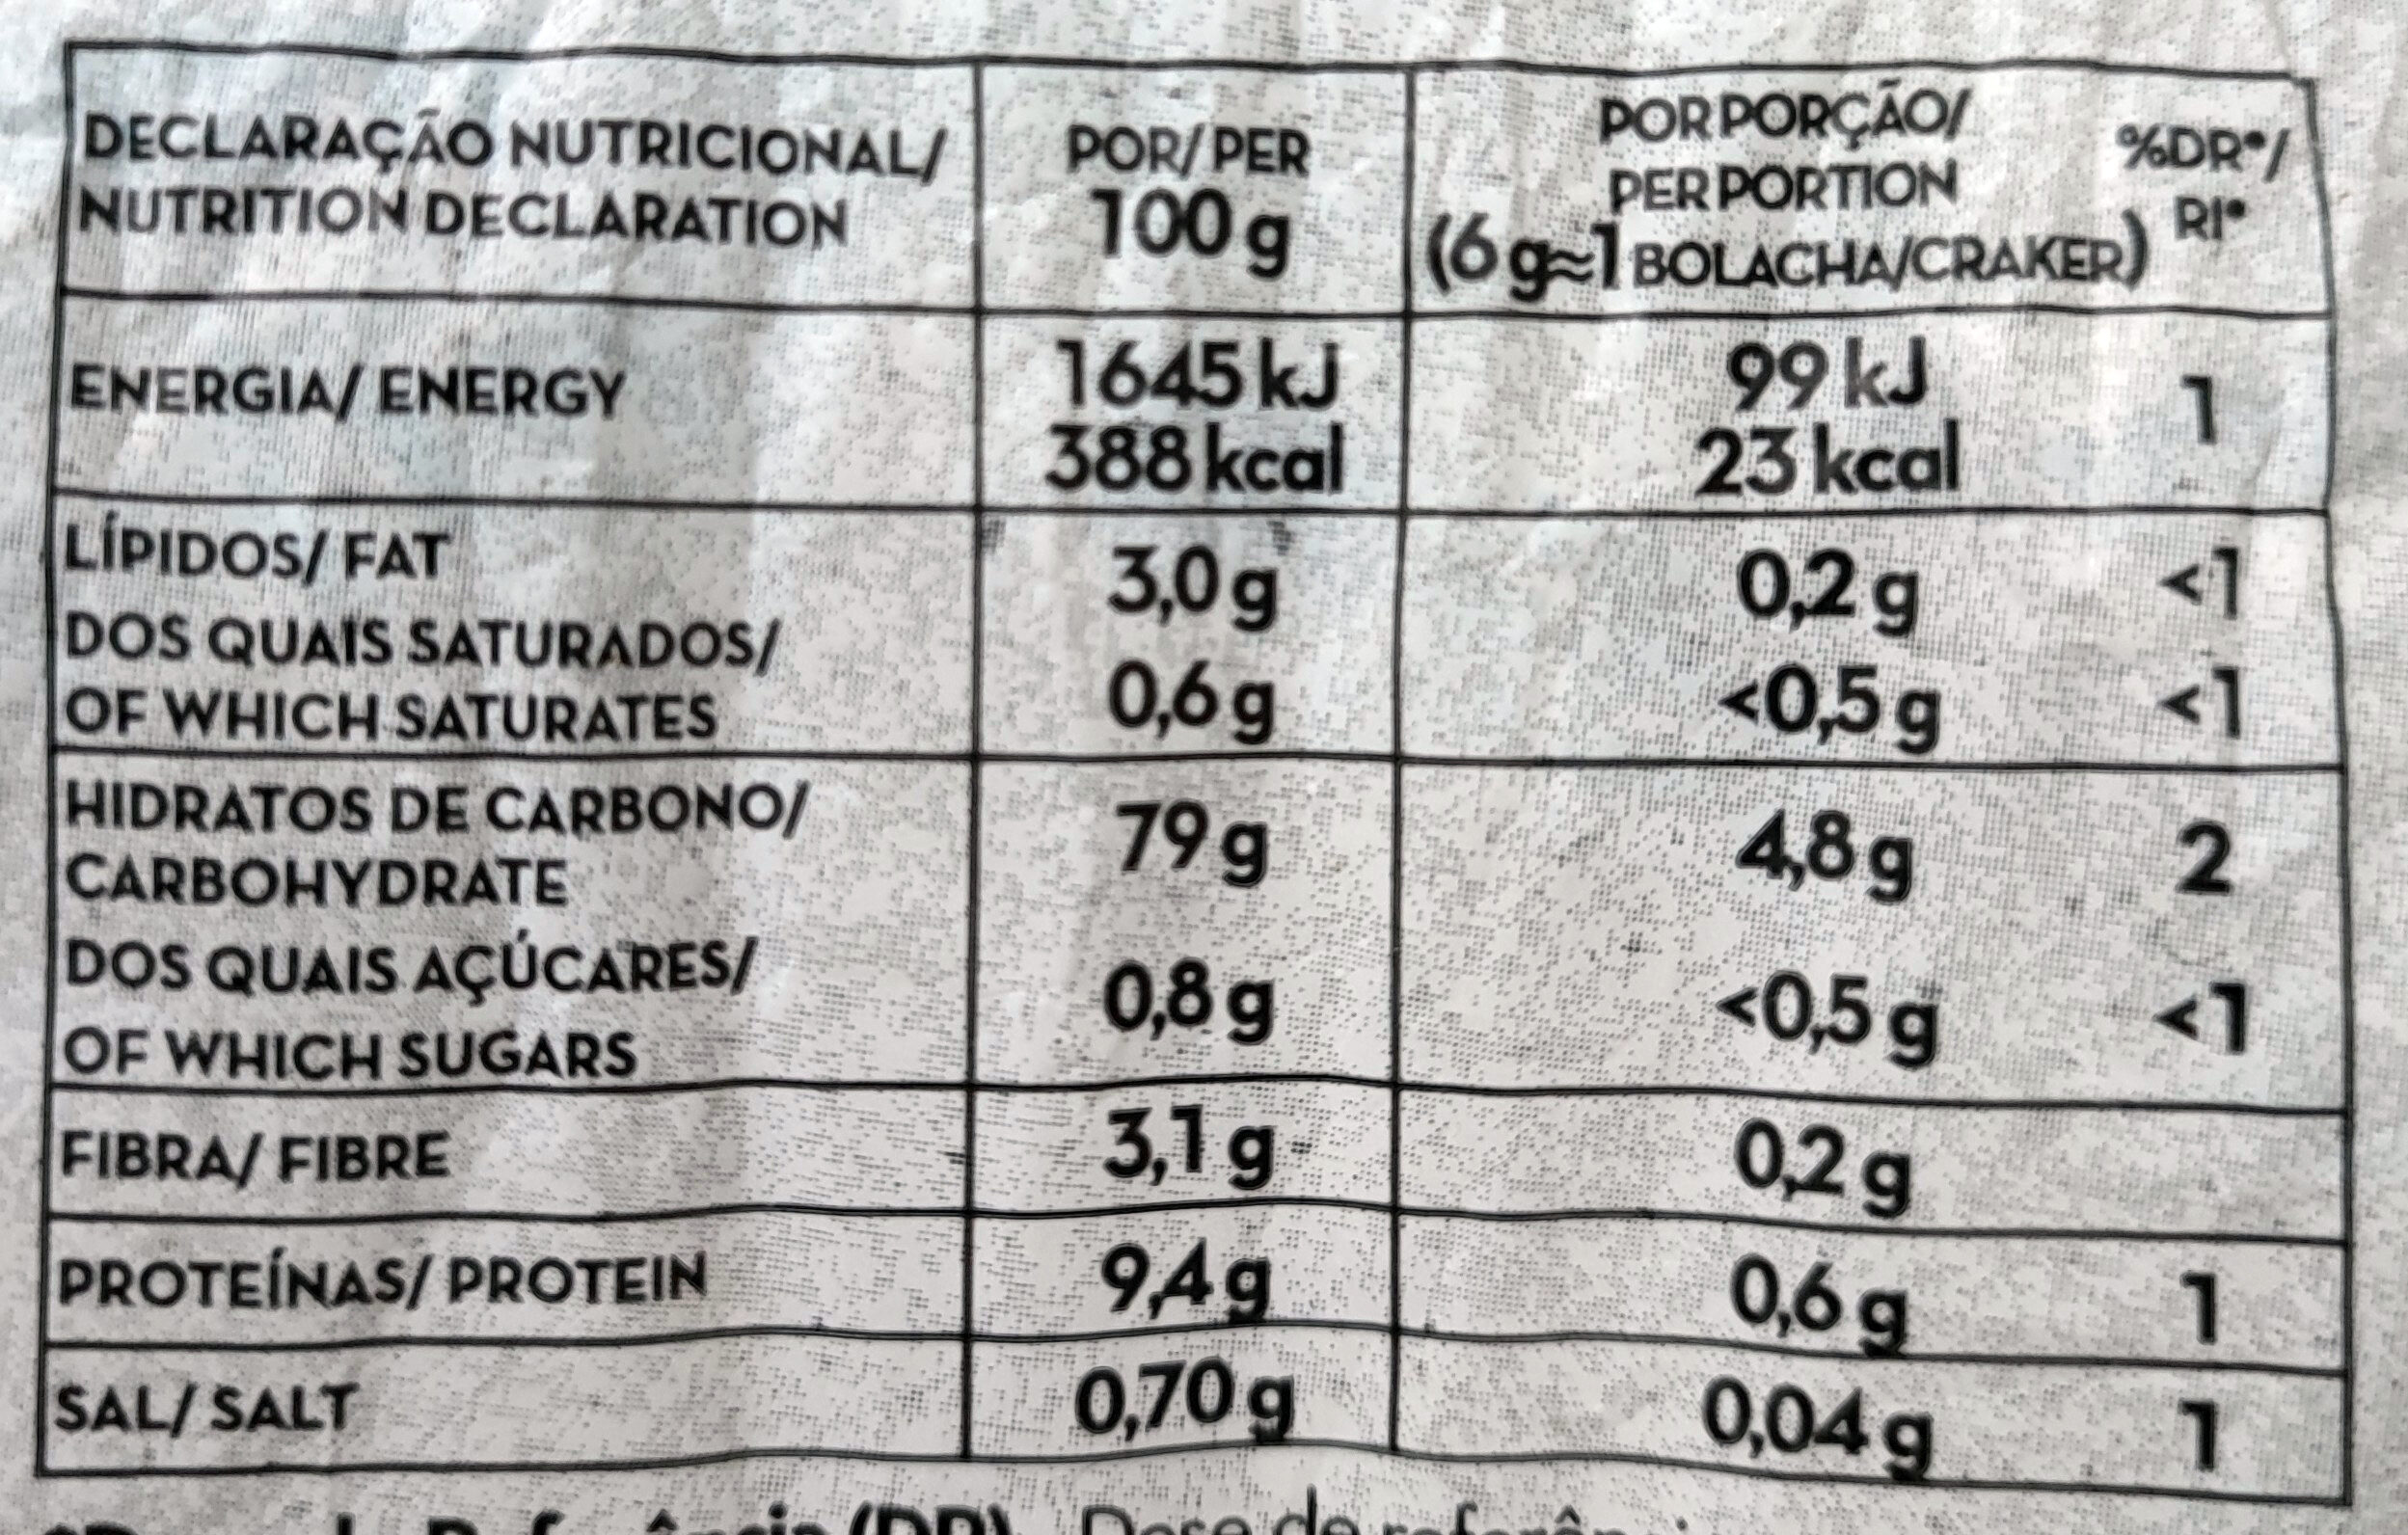 DECLARAÇÃO NUTRICIONAL/
NUTRITION DECLARATION
POR/PER
100 g
POR PORÇÃO/
PER PORTION
(6 g≈1 BOLACHA/CRAKER)
%DR*/
RI*
ENERGIA/ ENERGY
1645 kJ
388 kcal
99 kJ
23 kcal
1
LÍPIDOS/ FAT
3,0 g
0,2 g
<1
DOS QUAIS SATURADOS/
OF WHICH SATURATES
0,6 g
<0,5 g
<1
HIDRATOS DE CARBONO/
CARBOHYDRATE
79 g
4,8 g
2
DOS QUAIS AÇÚCARES/
OF WHICH SUGARS
0,8 g
<0,5 g
<1
FIBRA/ FIBRE
3,1 g
0,2 g
PROTEÍNAS/ PROTEIN
9,4 g
0,6 g
1
SAL/ SALT
0,70 g
0,04 g
1
(DR) Dose de